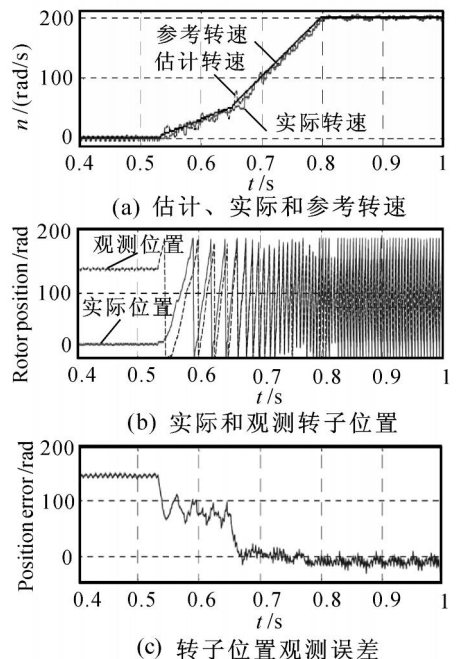 200
参考转速
估计转速
n /(rad/s)
100
实际转速
0
0.4 0.5 0.6 0.7 0.8 0.9 1
t /s
(a) 估计、实际和参考转速
200
观测位置
Rotor position /rad
100
实际位置
0
0.4 0.5 0.6 0.7 0.8 0.9 1
t /s
(b) 实际和观测转子位置
200
Position error /rad
100
0
0.4 0.5 0.6 0.7 0.8 0.9 1
t /s
(c) 转子位置观测误差